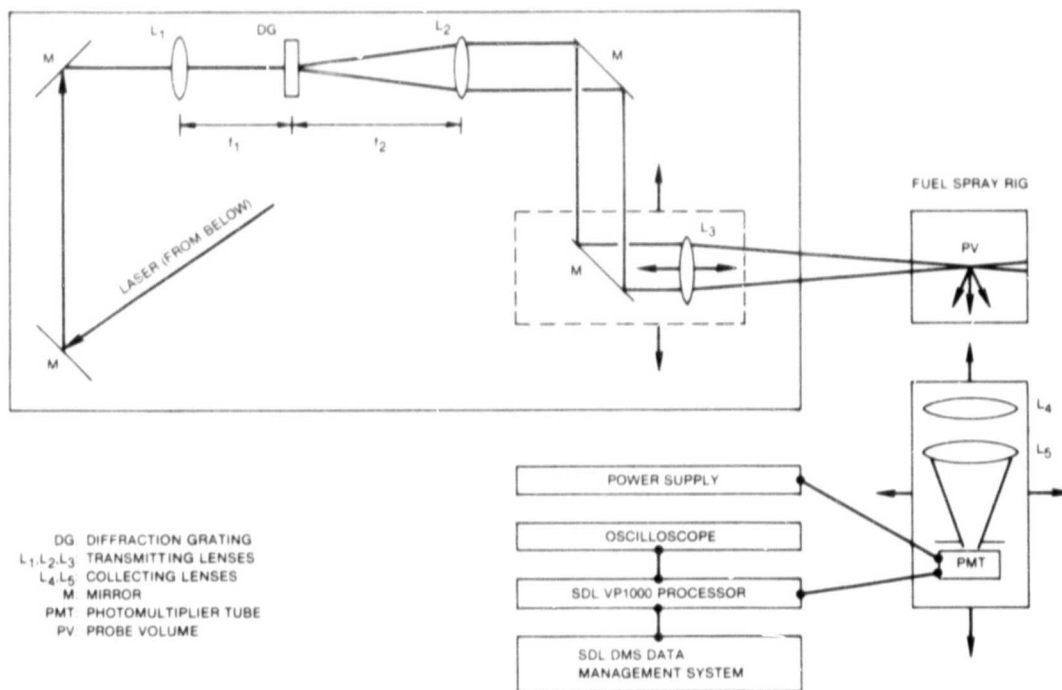 L1
DG
L2
M
M
f1
f2
LASER (FROM BELOW)
M
L3
M
FUEL SPRAY RIG
PV
L4
L5
PMT
POWER SUPPLY
OSCILLOSCOPE
SDL VP1000 PROCESSOR
SDL DMS DATA
MANAGEMENT SYSTEM
DG: DIFFRACTION GRATING
L1,L2,L3: TRANSMITTING LENSES
L4,L5: COLLECTING LENSES
M: MIRROR
PMT: PHOTOMULTIPLIER TUBE
PV: PROBE VOLUME